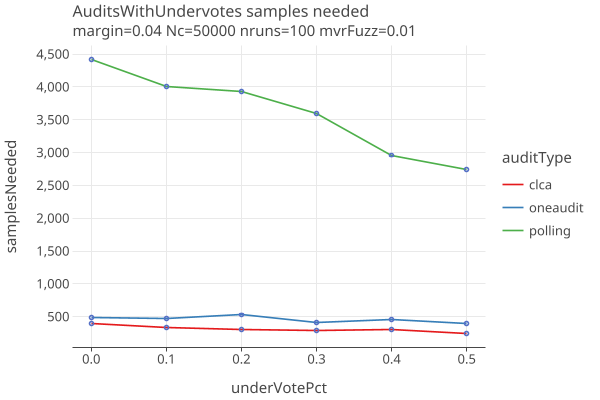 AuditsWithUndervotes samples needed
margin=0.04 Nc=50000 nruns=100 mvrFuzz=0.01
4,500
4,000
3,500
3,000
2,500
2,000
1,500
1,000
500
samplesNeeded
0.0 0.1 0.2 0.3 0.4 0.5
underVotePct
auditType
clca
oneaudit
polling